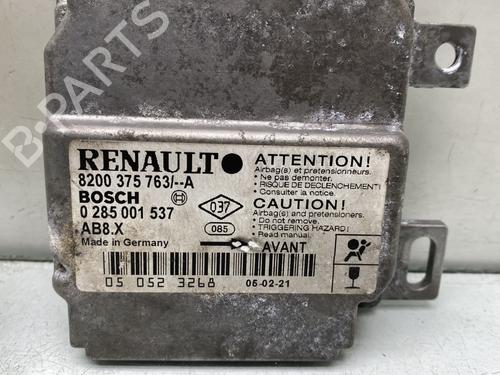 B-PARTS
RENAULT
8200 375 763/--A
BOSCH
0 285 001 537
AB8.X
Made in Germany
037
085
ATTENTION!
Airbag(s) et pretensionneurs.
• Ne pas demonter.
• RISQUE DE DECLENCHEMENT!
• Consulter la notice.
CAUTION!
Airbag(s) and pretensioners.
• Do not remove.
• TRIGGERING HAZARD!
• Read manual.
AVANT
05 052 3268
05-02-21